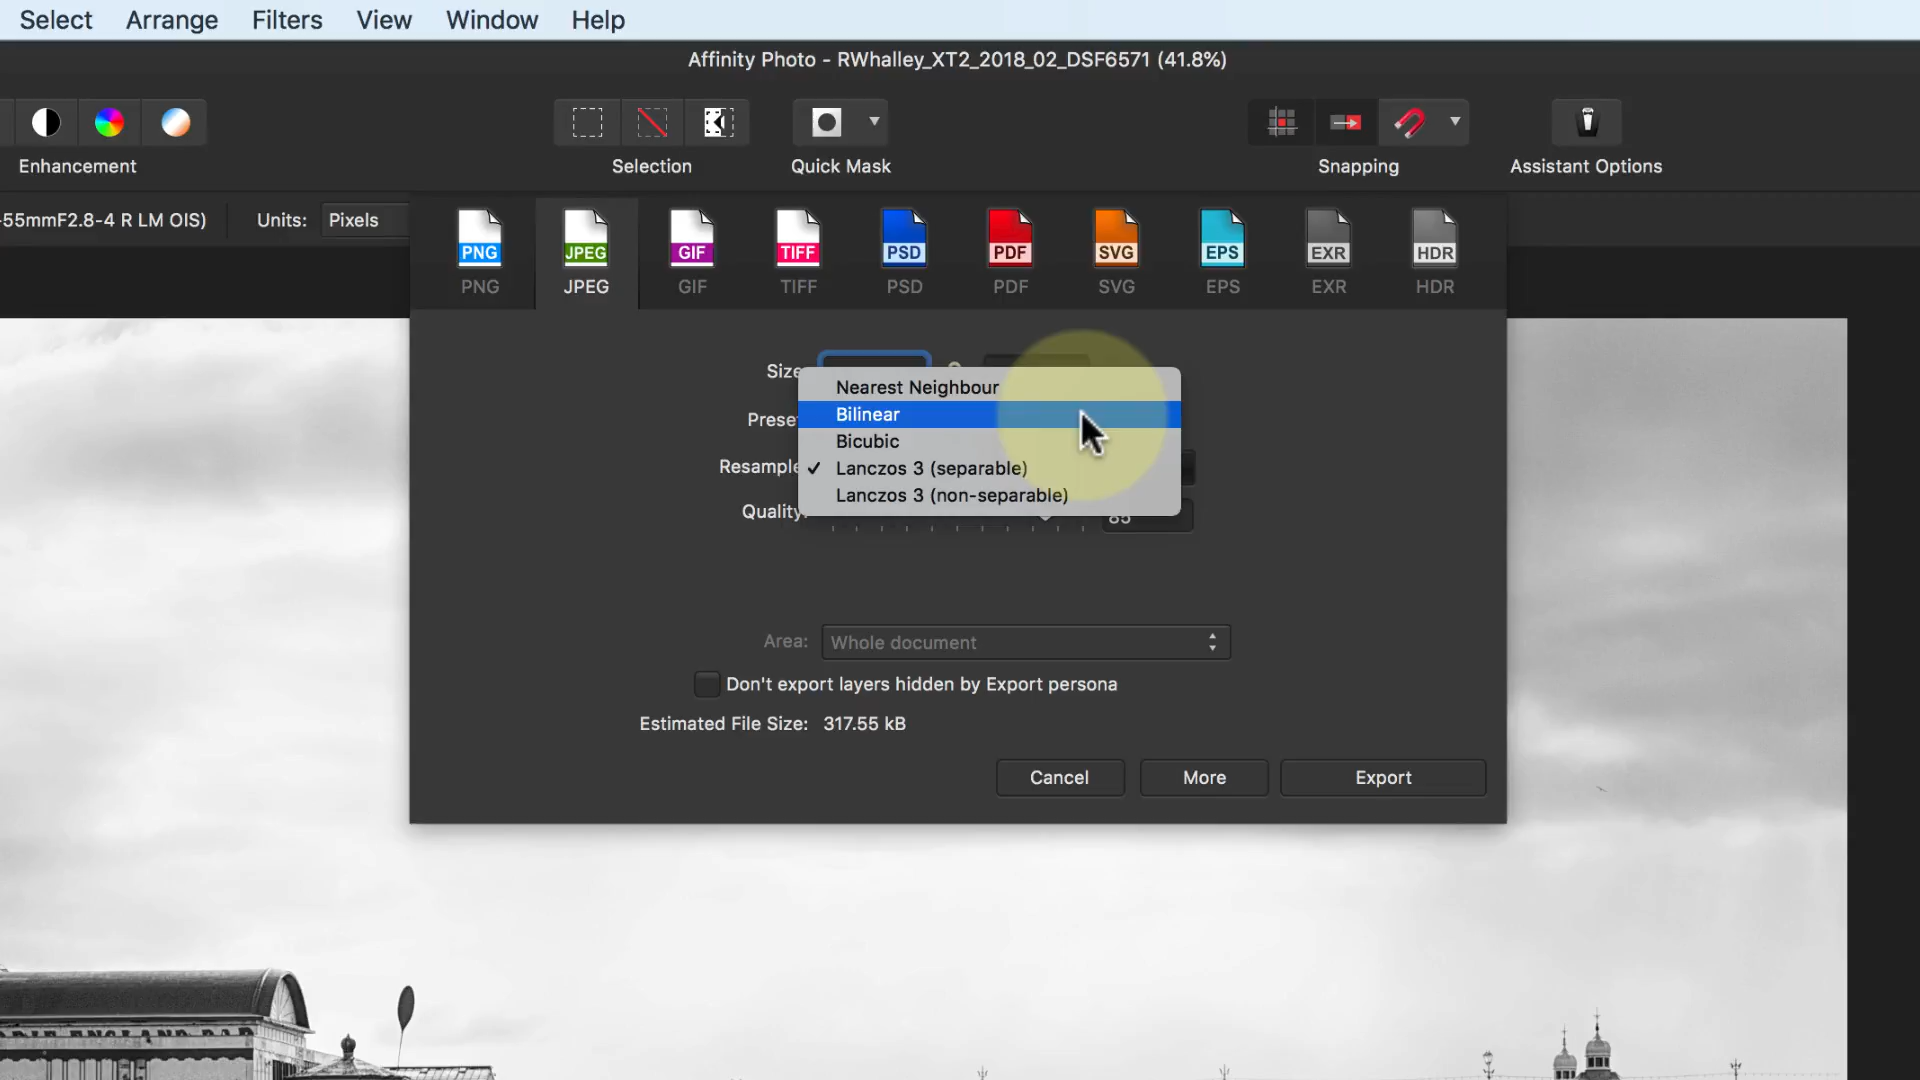 Select Arrange Filters View Window Help
Affinity Photo - RWhalley_XT2_2018_02_DSF6571 (41.8%)
Enhancement Selection Quick Mask Snapping Assistant Options
-55mmF2.8-4 R LM OIS) Units: Pixels
PNG JPEG GIF TIFF PSD PDF SVG EPS EXR HDR
PNG JPEG GIF TIFF PSD PDF SVG EPS EXR HDR
Size
Nearest Neighbour
Bilinear
Preset
Bicubic
Resample
Lanczos 3 (separable)
Lanczos 3 (non-separable)
Quality:
85
Area: Whole document
Don't export layers hidden by Export persona
Estimated File Size: 317.55 kB
Cancel More Export
ENGLAND BAR